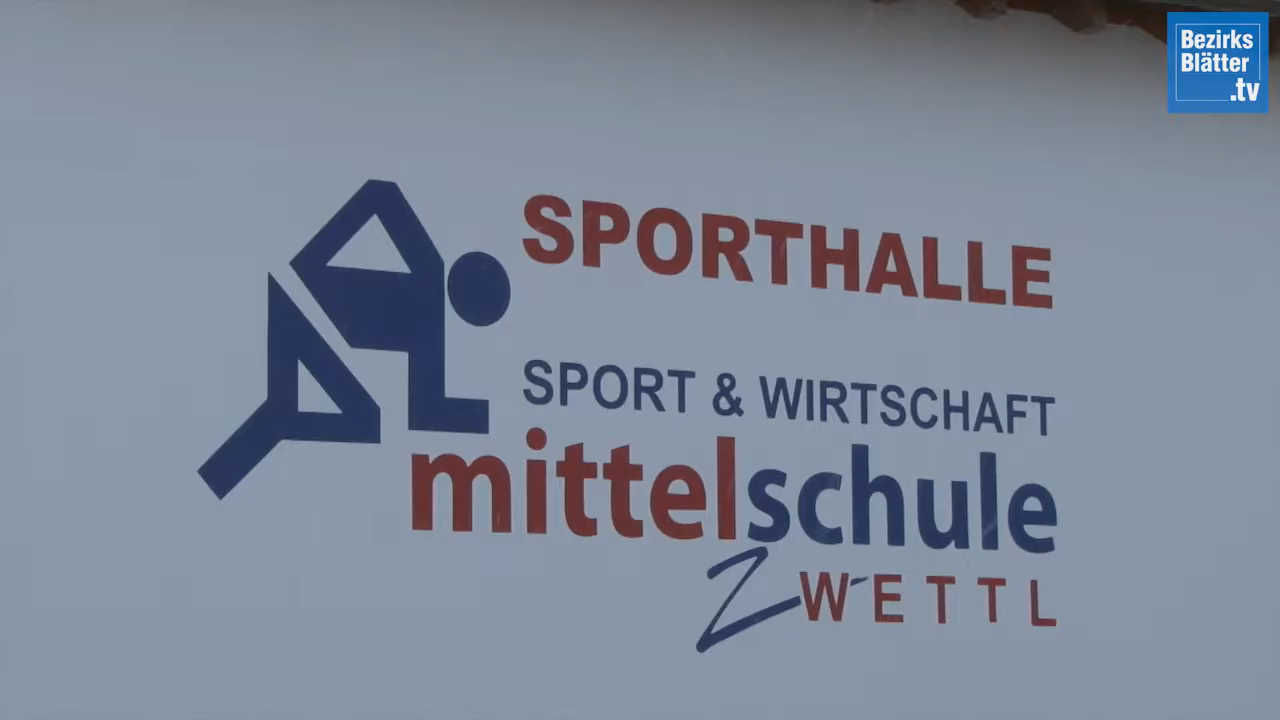 Bezirks
Blätter
.tv
SPORTHALLE
SPORT & WIRTSCHAFT
mittelschule
ZWETTL